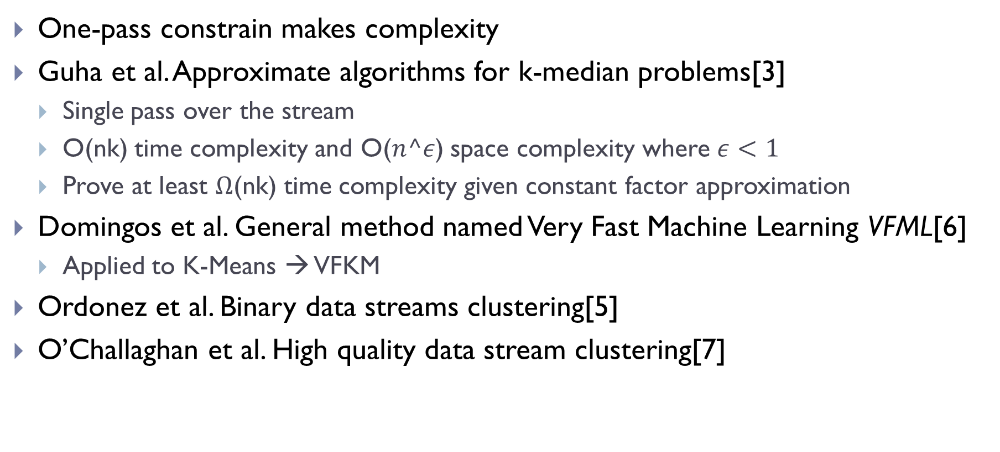 One-pass constrain makes complexity
Guha et al. Approximate algorithms for k-median problems[3]
Single pass over the stream
O(nk) time complexity and O(n^ϵ) space complexity where ϵ < 1
Prove at least Ω(nk) time complexity given constant factor approximation
Domingos et al. General method named Very Fast Machine Learning VFML[6]
Applied to K-Means → VFKM
Ordonez et al. Binary data streams clustering[5]
O’Challaghan et al. High quality data stream clustering[7]